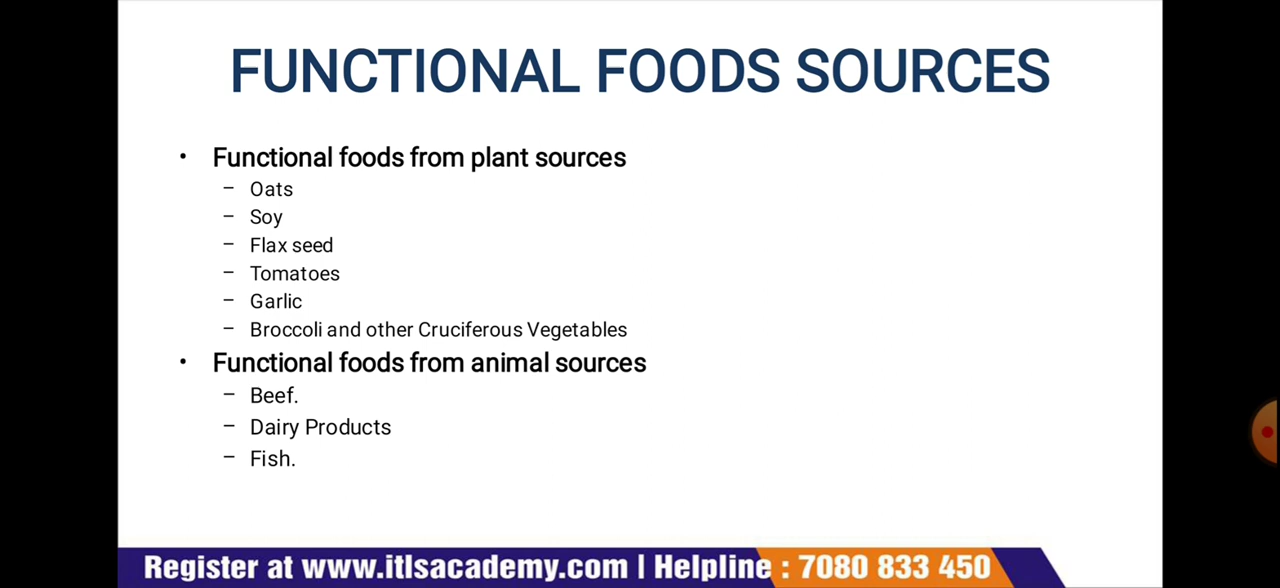 FUNCTIONAL FOODS SOURCES
• Functional foods from plant sources
– Oats
– Soy
– Flax seed
– Tomatoes
– Garlic
– Broccoli and other Cruciferous Vegetables
• Functional foods from animal sources
– Beef.
– Dairy Products
– Fish.
Register at www.itlsacademy.com | Helpline : 7080 833 450